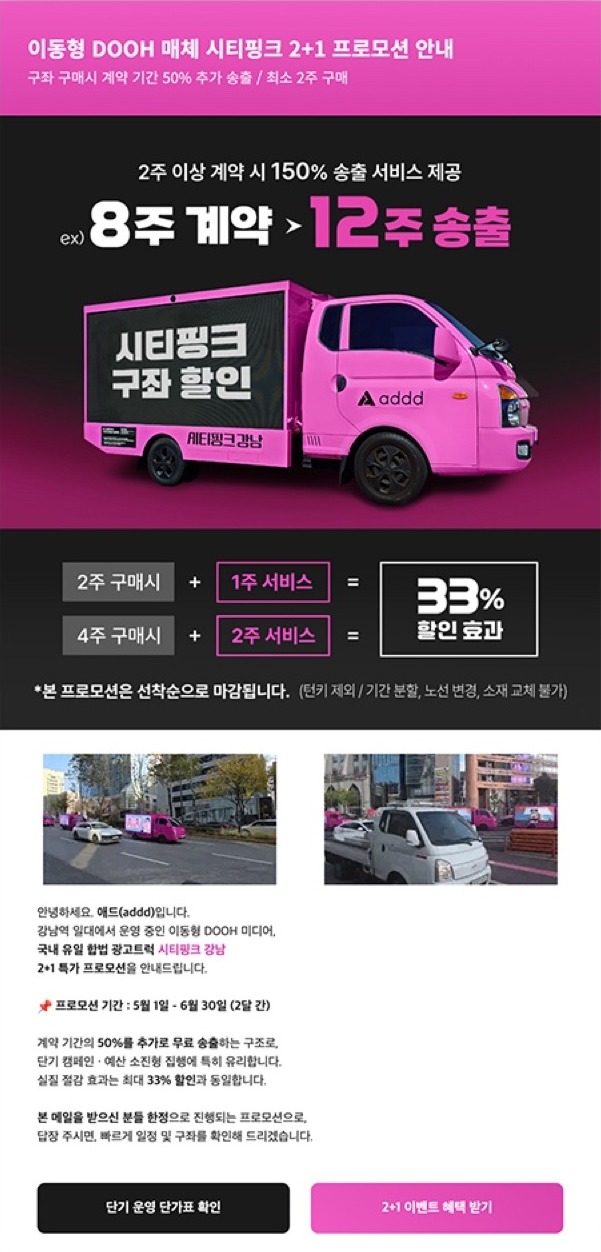 이동형 DOOH 매체 시티핑크 2+1 프로모션 안내
구좌 구매시 계약 기간 50% 추가 송출 / 최소 2주 구매
2주 이상 계약 시 150% 송출 서비스 제공
ex) 8주 계약 > 12주 송출
시티핑크
구좌 할인
addd
시티핑크 강남
2주 구매시 + 1주 서비스 =
4주 구매시 + 2주 서비스 =
33%
할인 효과
*본 프로모션은 선착순으로 마감됩니다. (턴키 제외 / 기간 분할, 노선 변경, 소재 교체 불가)
안녕하세요. 애드(addd)입니다.
강남역 일대에서 운영 중인 이동형 DOOH 미디어,
국내 유일 합법 광고트럭 시티핑크 강남
2+1 특가 프로모션을 안내드립니다.
📌 프로모션 기간 : 5월 1일 - 6월 30일 (2달 간)
계약 기간의 50%를 추가로 무료 송출하는 구조로,
단기 캠페인 · 예산 소진형 집행에 특히 유리합니다.
실질 절감 효과는 최대 33% 할인과 동일합니다.
본 메일을 받으신 분들 한정으로 진행되는 프로모션으로,
답장 주시면, 빠르게 일정 및 구좌를 확인해 드리겠습니다.
단기 운영 단가표 확인
2+1 이벤트 혜택 받기